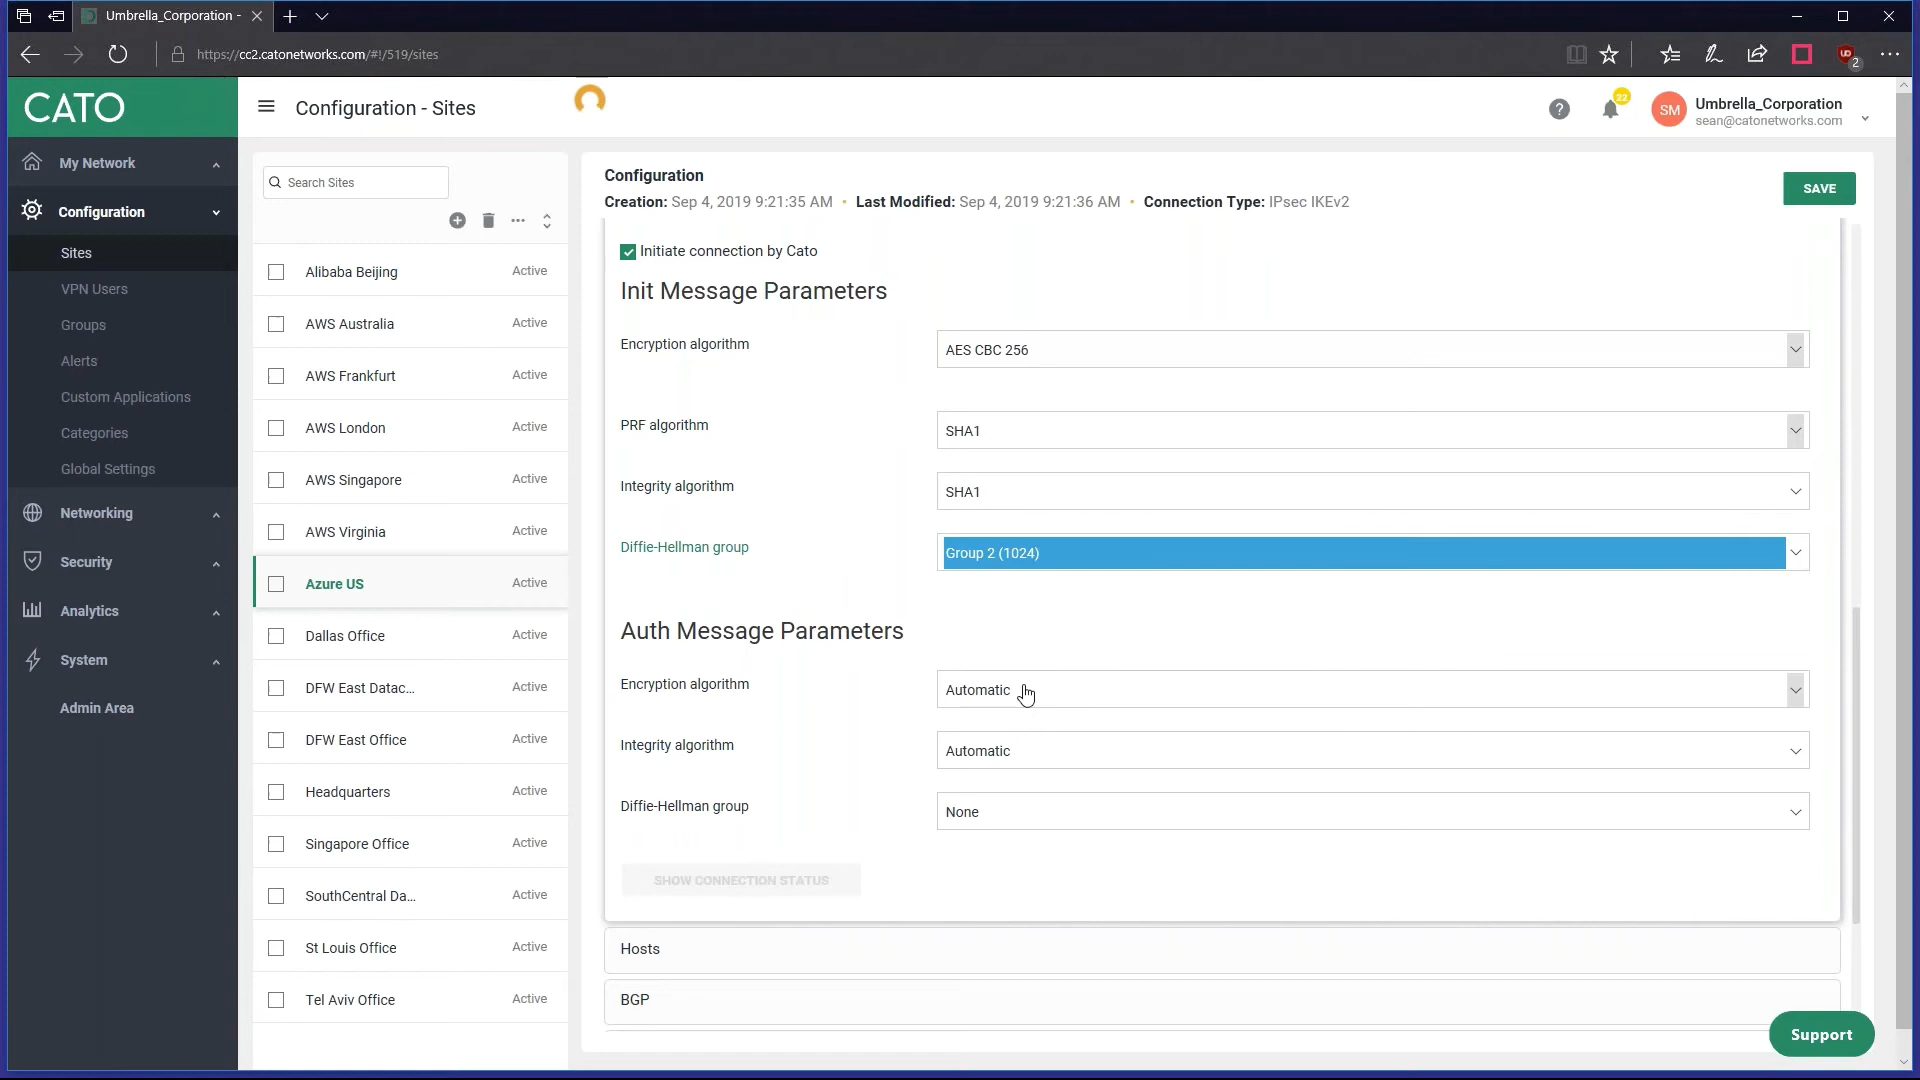 Umbrella_Corporation -
https://cc2.catonetworks.com/#!/519/sites
2
CATO
Configuration - Sites
?
22
SM
Umbrella_Corporation
sean@catonetworks.com
My Network
Configuration
Sites
VPN Users
Groups
Alerts
Custom Applications
Categories
Global Settings
Networking
Security
Analytics
System
Admin Area
Search Sites
Alibaba Beijing Active
AWS Australia Active
AWS Frankfurt Active
AWS London Active
AWS Singapore Active
AWS Virginia Active
Azure US Active
Dallas Office Active
DFW East Datac... Active
DFW East Office Active
Headquarters Active
Singapore Office Active
SouthCentral Da... Active
St Louis Office Active
Tel Aviv Office Active
Configuration
Creation: Sep 4, 2019 9:21:35 AM • Last Modified: Sep 4, 2019 9:21:36 AM • Connection Type: IPsec IKEv2
SAVE
Initiate connection by Cato
Init Message Parameters
Encryption algorithm AES CBC 256
PRF algorithm SHA1
Integrity algorithm SHA1
Diffie-Hellman group Group 2 (1024)
Auth Message Parameters
Encryption algorithm Automatic
Integrity algorithm Automatic
Diffie-Hellman group None
SHOW CONNECTION STATUS
Hosts
BGP
Support